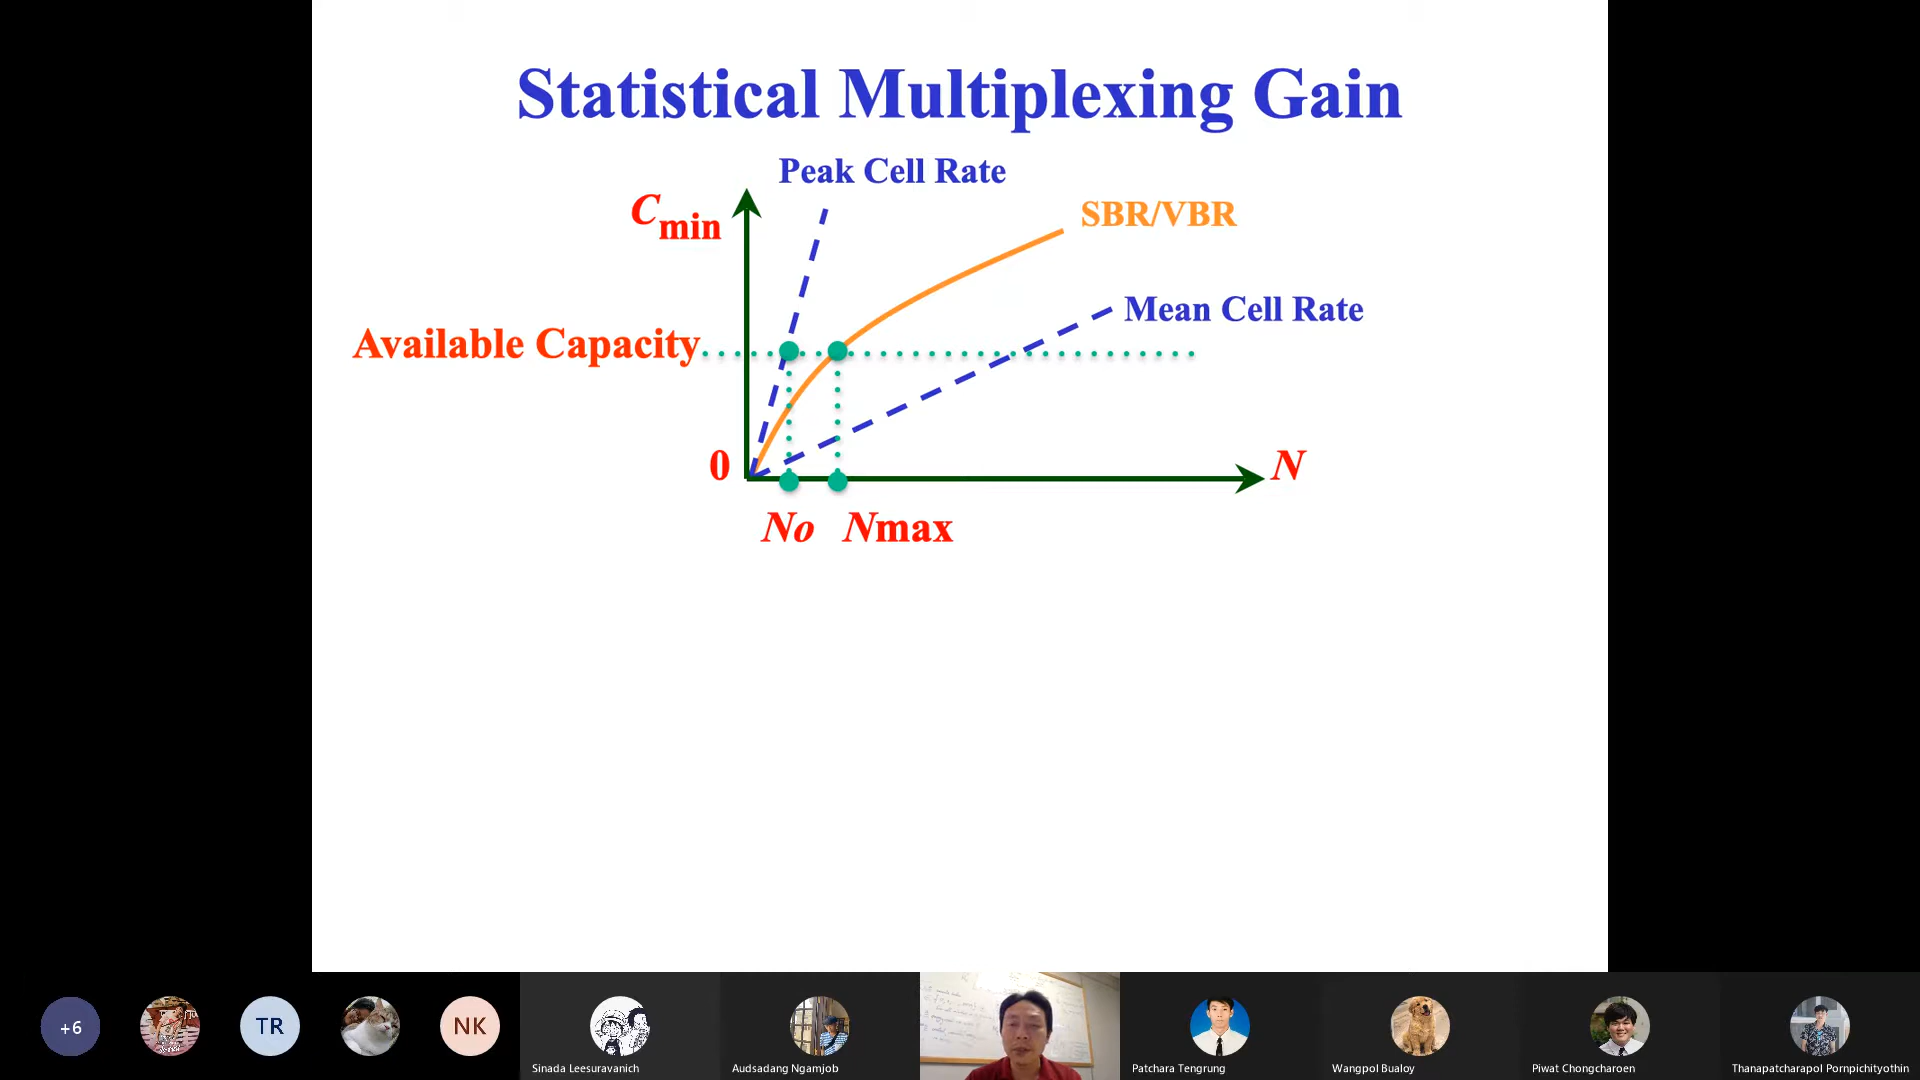 Statistical Multiplexing Gain
Peak Cell Rate
Cmin
SBR/VBR
Mean Cell Rate
Available Capacity
0
N
No Nmax
+6
TR
NK
Sinada Leesuravanich
Audsadang Ngamjob
Patchara Tengrung
Wangpol Bualoy
Piwat Chongcharoen
Thanapatcharapol Pornpichityothin